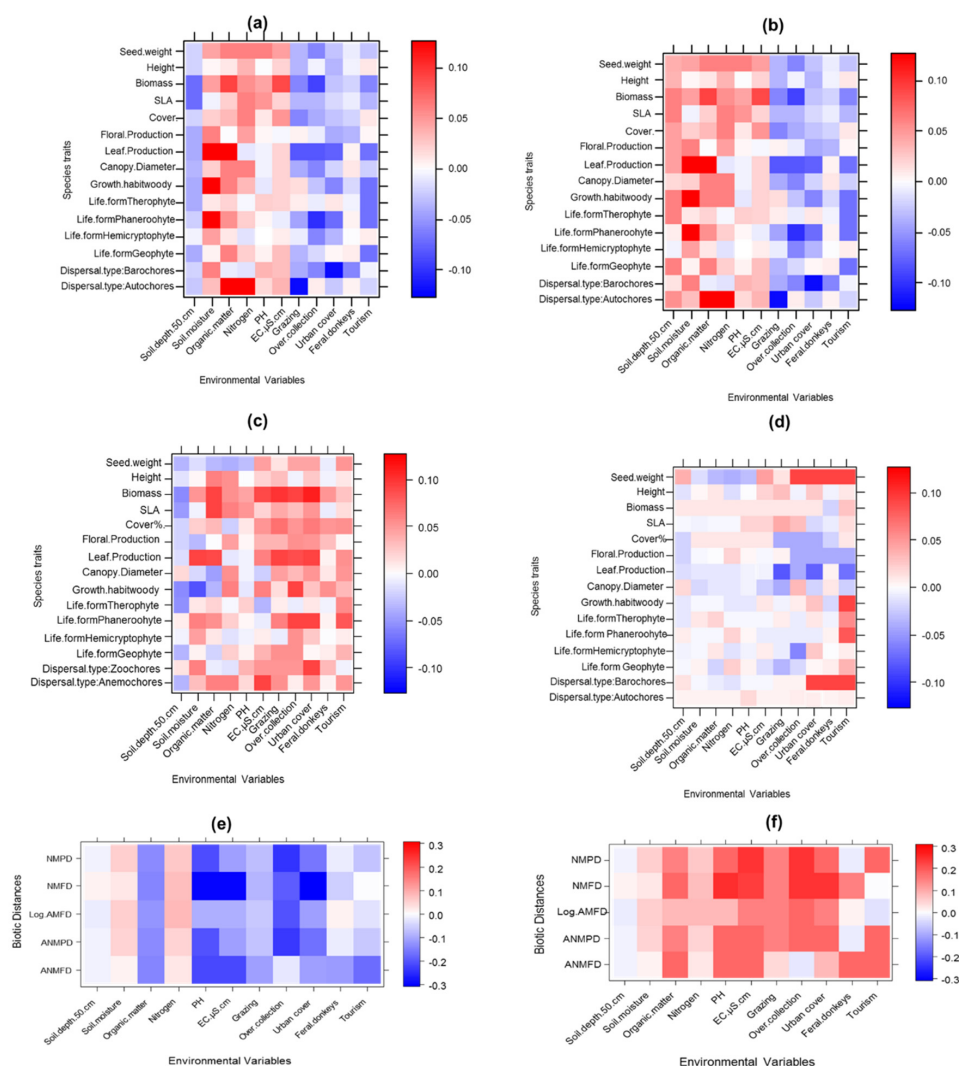 (a)
Species traits
Seed.weight
Height
Biomass
SLA
Cover
Floral.Production
Leaf.Production
Canopy.Diameter
Growth.habitwoody
Life.formTherophyte
Life.formPhaneroohyte
Life.formHemicryptophyte
Life.formGeophyte
Dispersal.type:Barochores
Dispersal.type:Autochores
0.10
0.05
0.00
-0.05
-0.10
Soil.depth.50.cm
Soil.moisture
Organic.matter
Nitrogen
PH
EC.µS.cm
Grazing
Over.collection
Urban cover
Feral.donkeys
Tourism
Environmental Variables
(b)
Species traits
Seed.weight
Height
Biomass
SLA
Cover.
Floral.Production
Leaf.Production
Canopy.Diameter
Growth.habitwoody
Life.formTherophyte
Life.formPhaneroohyte
Life.formHemicryptophyte
Life.formGeophyte
Dispersal.type:Barochores
Dispersal.type:Autochores
0.10
0.05
0.00
-0.05
-0.10
Soil.depth.50.cm
Soil.moisture
Organic.matter
Nitrogen
PH
EC.µS.cm
Grazing
Over.collection
Urban cover
Feral.donkeys
Tourism
Environmental Variables
(c)
Species traits
Seed.weight
Height
Biomass
SLA
Cover%.
Floral.Production
Leaf.Production
Canopy.Diameter
Growth.habitwoody
Life.formTherophyte
Life.formPhaneroohyte
Life.formHemicryptophyte
Life.formGeophyte
Dispersal.type:Zoochores
Dispersal.type:Anemochores
0.10
0.05
0.00
-0.05
-0.10
Soil.depth.50.cm
Soil.moisture
Organic.matter
Nitrogen
PH
EC.µS.cm
Grazing
Over.collection
Urban cover
Feral.donkeys
Tourism
Environmental Variables
(d)
Species traits
Seed.weight
Height
Biomass
SLA
Cover%
Floral.Production
Leaf.Production
Canopy.Diameter
Growth.habitwoody
Life.formTherophyte
Life.form Phaneroohyte
Life.formHemicryptophyte
Life.form Geophyte
Dispersal.type:Barochores
Dispersal.type:Autochores
0.10
0.05
0.00
-0.05
-0.10
Soil.depth.50.cm
Soil.moisture
Organic.matter
Nitrogen
PH
EC.µS.cm
Grazing
Over.collection
Urban cover
Feral.donkeys
Tourism
Environmental Variables
(e)
Biotic Distances
NMPD
NMFD
Log.AMFD
ANMPD
ANMFD
0.3
0.2
0.1
0.0
-0.1
-0.2
-0.3
Soil.depth.50.cm
Soil.moisture
Organic.matter
Nitrogen
PH
EC.µS.cm
Grazing
Over.collection
Urban cover
Feral.donkeys
Tourism
Environmental Variables
(f)
Biotic Distances
NMPD
NMFD
Log.AMFD
ANMPD
ANMFD
0.3
0.2
0.1
0.0
-0.1
-0.2
-0.3
Soil.depth.50.cm
Soil.moisture
Organic.matter
Nitrogen
PH
EC.µS.cm
Grazing
Over.collection
Urban cover
Feral.donkeys
Tourism
Environmental Variables